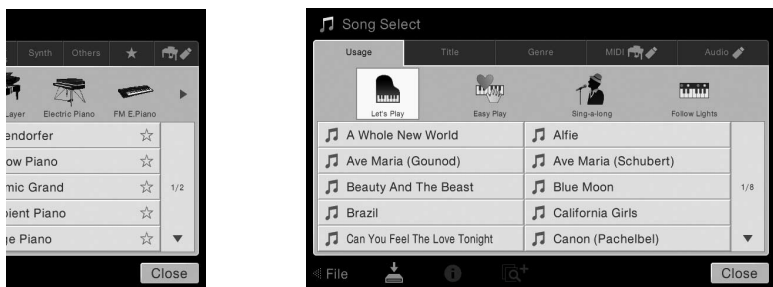 Synth Others
Layer Electric Piano FM E.Piano
endorfer
ow Piano
mic Grand
1/2
bient Piano
ge Piano
Close
Song Select
Usage Title Genre MIDI Audio
Let's Play Easy Play Sing-a-long Follow Lights
A Whole New World Alfie
Ave Maria (Gounod) Ave Maria (Schubert)
Beauty And The Beast Blue Moon 1/8
Brazil California Girls
Can You Feel The Love Tonight Canon (Pachelbel)
File Close